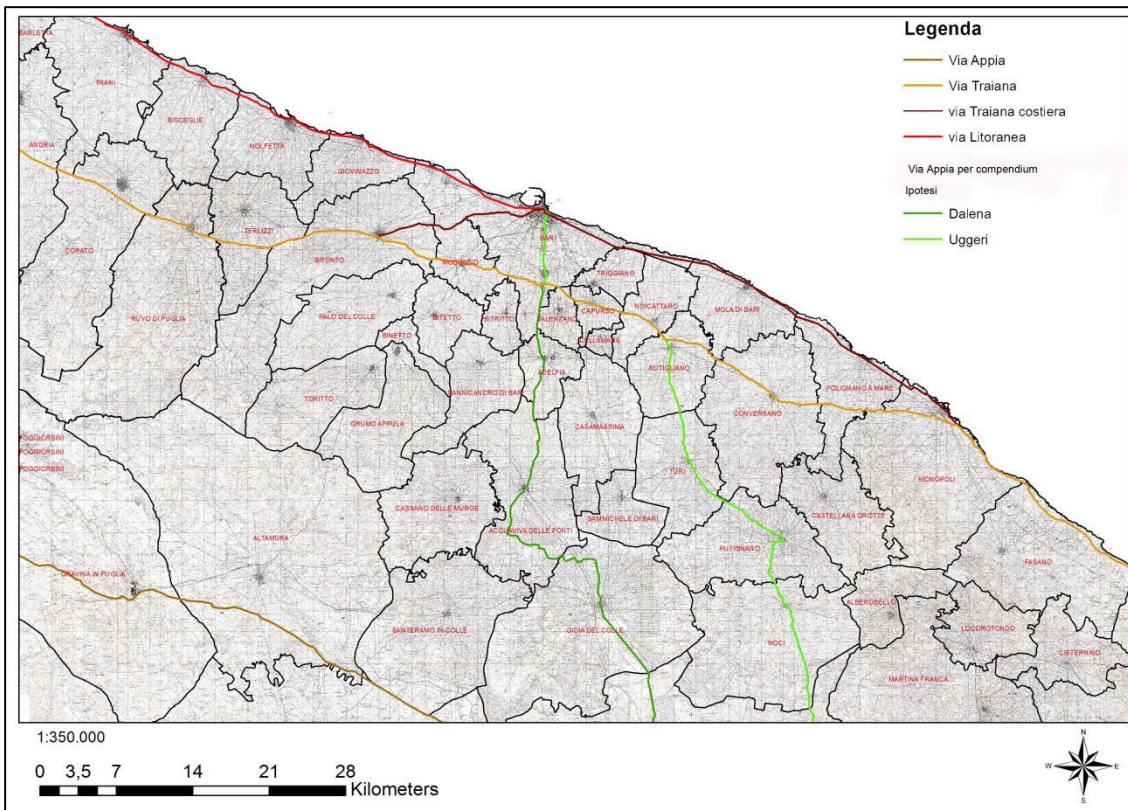 Legenda
Via Appia
Via Traiana
via Traiana costiera
via Litoranea
Via Appia per compendium
Ipotesi
Dalena
Uggeri
BARLETTA
TRANI
BISCEGLIE
ANDRIA
MOLFETTA
GIOVINAZZO
CORATO
TERLIZZI
BITONTO
MODUGNO
BARI
TRIGGIANO
RUVO DI PUGLIA
PALO DEL COLLE
BITETTO
BITRITTO
VALENZANO
CAPURSO
NOICATTARO
MOLA DI BARI
BINETTO
CELLAMARE
ADELFIA
RUTIGLIANO
SANNICANDRO DI BARI
TORITTO
CONVERSANO
POLIGNANO A MARE
GRUMO APPULA
CASAMASSIMA
POGGIORSINI
POGGIORSINI
POGGIORSINI
TURI
MONOPOLI
CASSANO DELLE MURGE
ACQUAVIVA DELLE FONTI
SAMMICHELE DI BARI
CASTELLANA GROTTE
ALTAMURA
PUTIGNANO
FASANO
GRAVINA IN PUGLIA
ALBEROBELLO
SANTERAMO IN COLLE
GIOIA DEL COLLE
NOCI
LOCOROTONDO
CISTERNINO
MARTINA FRANCA
1:350.000
0 3,5 7 14 21 28
Kilometers
N
W E
S